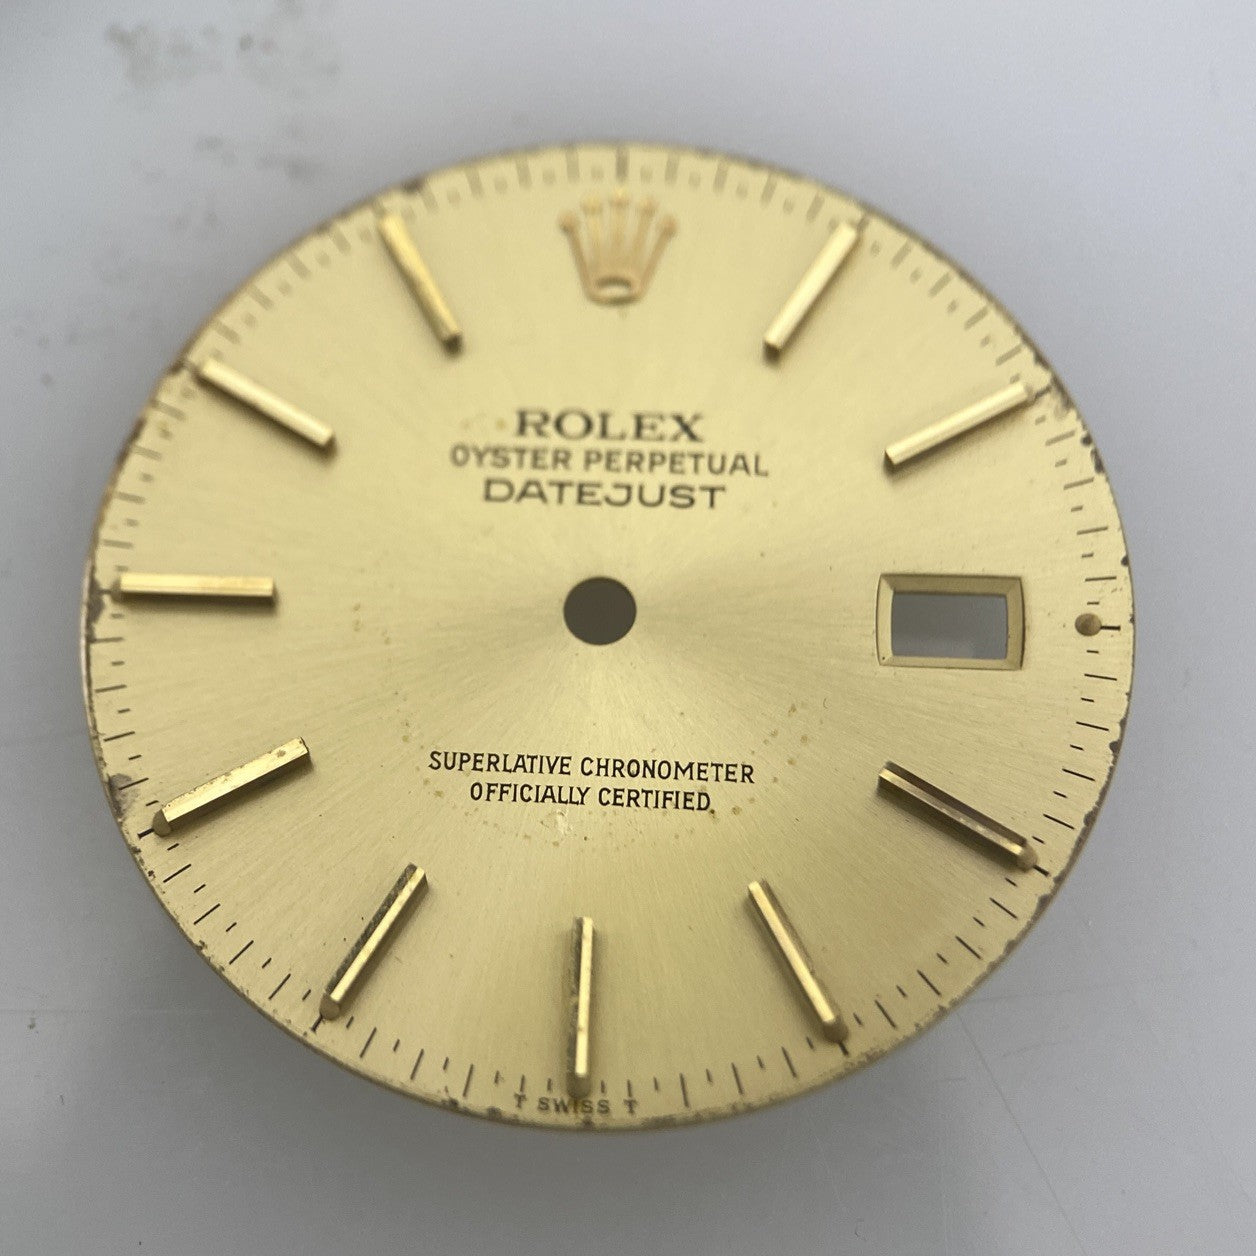 ROLEX
OYSTER PERPETUAL
DATEJUST
SUPERLATIVE CHRONOMETER
OFFICIALLY CERTIFIED
T SWISS T